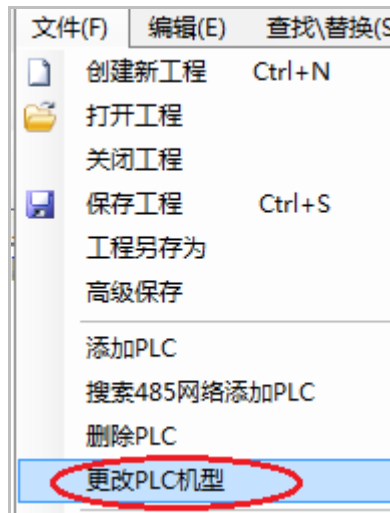 文件(F) 编辑(E) 查找\替换(S
创建新工程 Ctrl+N
打开工程
关闭工程
保存工程 Ctrl+S
工程另存为
高级保存
添加PLC
搜索485网络添加PLC
删除PLC
更改PLC机型